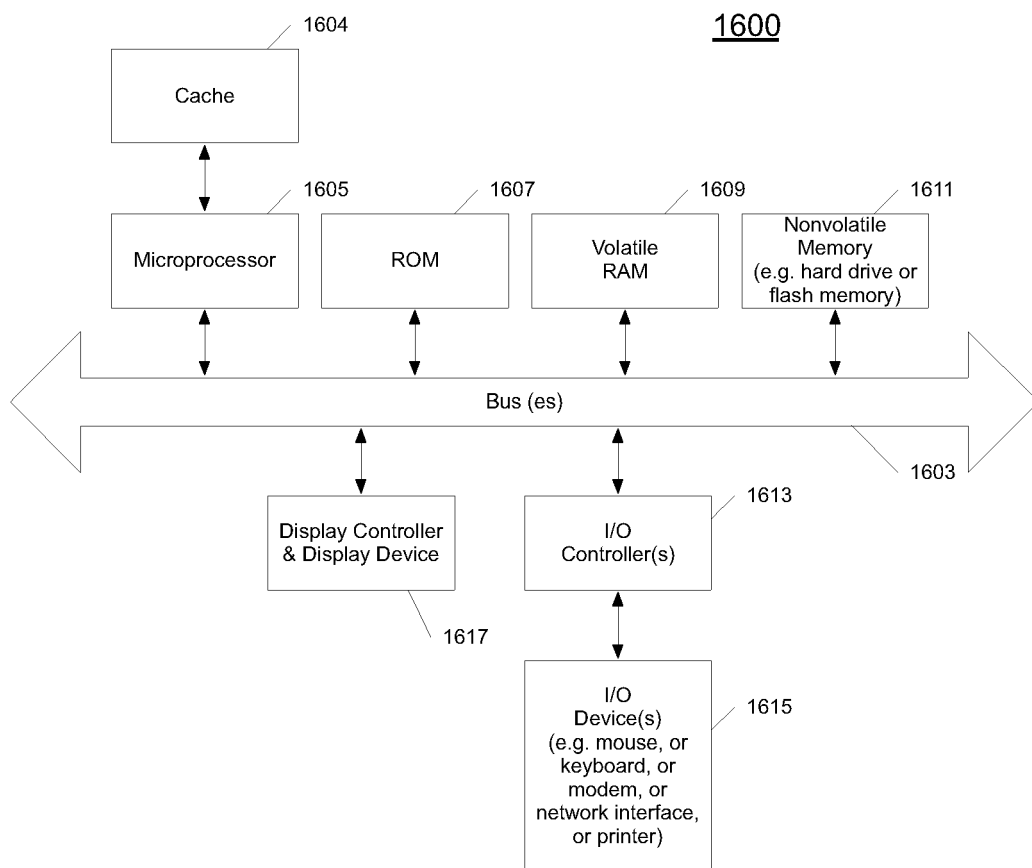 1600
1604
Cache
1605
1607
1609
1611
Microprocessor
ROM
Volatile
RAM
Nonvolatile
Memory
(e.g. hard drive or
flash memory)
Bus (es)
1603
1613
Display Controller
& Display Device
I/O
Controller(s)
1617
1615
I/O
Device(s)
(e.g. mouse, or
keyboard, or
modem, or
network interface,
or printer)